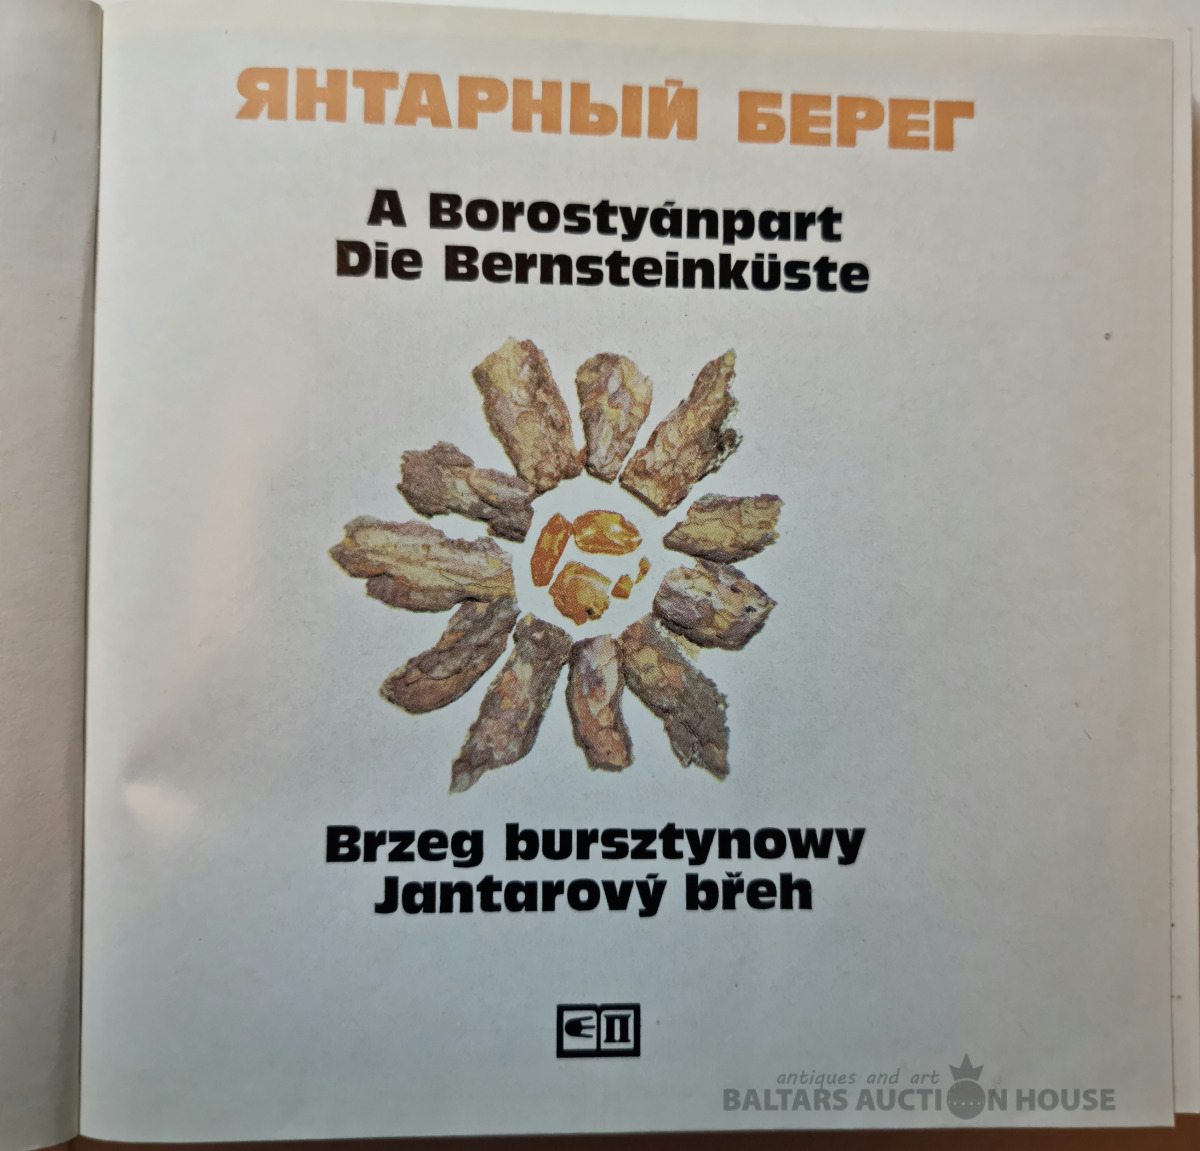 ЯНТАРНЫЙ БЕРЕГ
A Borostyánpart
Die Bernsteinküste
Brzeg bursztynowy
Jantarový břeh
П
antiques and art
BALTARS AUCTION HOUSE